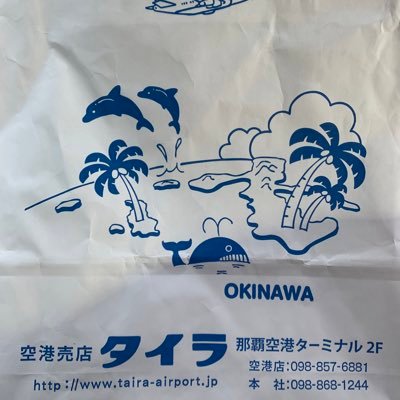 OKINAWA
空港売店 タイラ 那覇空港ターミナル 2F
空港店:098-857-6881
http://www.taira-airport.jp 本 社:098-868-1244